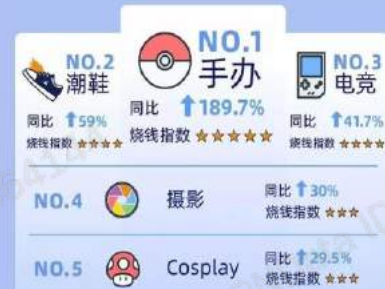 NO.1
手办
同比 ⬆189.7%
烧钱指数 ★★★★★
NO.2
潮鞋
同比 ⬆59%
烧钱指数 ★★★★
NO.3
电竞
同比 ⬆41.7%
烧钱指数 ★★★★
NO.4 摄影 同比 ⬆30%
烧钱指数 ★★★
NO.5 Cosplay 同比 ⬆29.5%
烧钱指数 ★★★